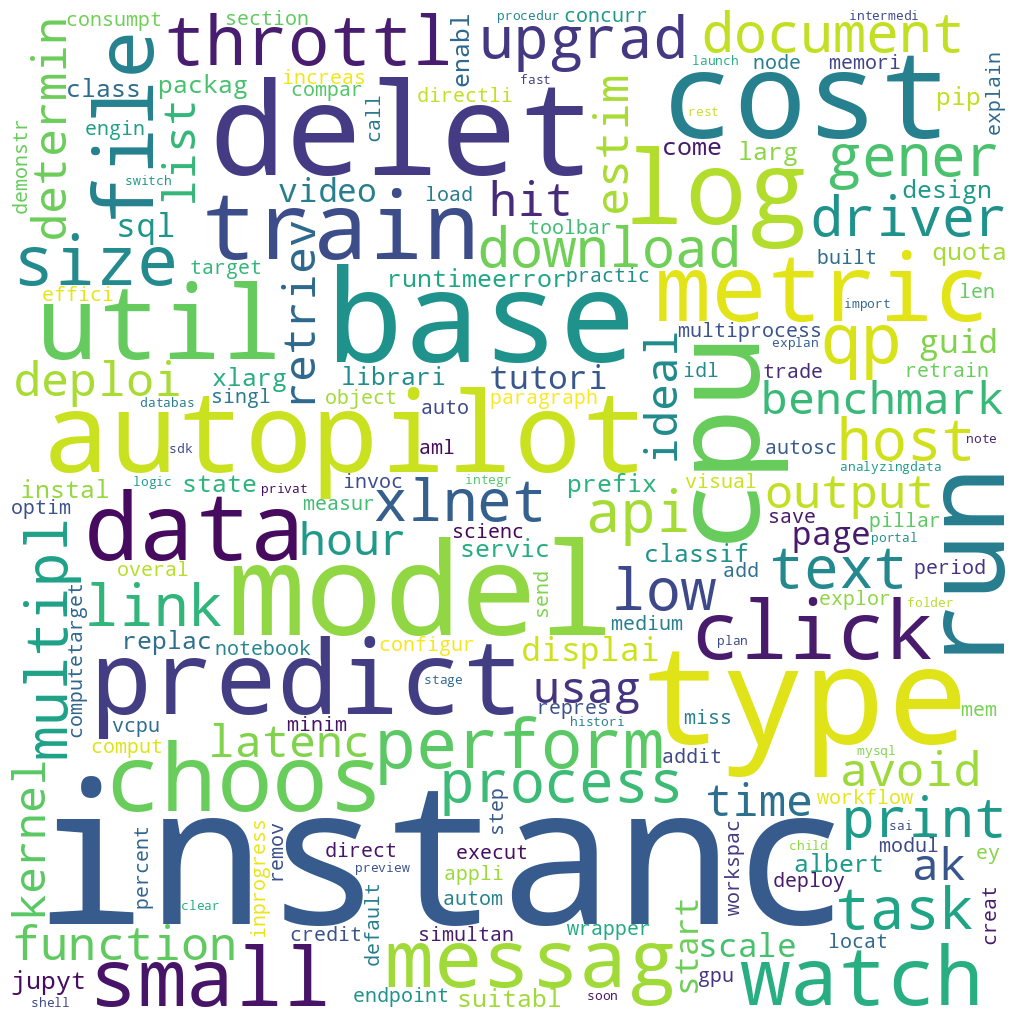 consumpt
section
procedur
concurr
intermedi
throttl
upgrad
document
determin
file
class
packag
increas
compar
enabl
fast
launch
node
memori
cost
directli
call
delet
estim
rest
pip
explain
demonstr
engin
list
switch
come
larg
log
gener
video
load
hit
train
design
sql
toolbar
driver
size
target
retriev
download
built
quota
runtimeerror
practic
effici
metric
len
util
base
import
multiprocess
explan
qp
guid
cpu
deploi
xlarg
librari
tutori
ideal
idl
trade
retrain
databas
singl
object
auto
paragraph
benchmark
autopilot
aml
autosc
host
note
sdk
analyzingdata
instal
logic
state
privat
invoc
integr
prefix
visual
output
optim
data
measur
xlnet
api
save
run
multipl
hour
scienc
servic
page
pillar
portal
classif
overal
model
send
low
add
text
period
link
computetarget
medium
explor
folder
replac
notebook
configur
displai
click
plan
predict
stage
usag
type
repres
histori
miss
mem
vcpu
minim
comput
latenc
perform
addit
mysql
kernel
choos
process
avoid
time
workflow
instanc
step
print
percent
inprogress
remov
direct
execut
workspac
sai
modul
child
albert
ak
ey
preview
appli
deploy
clear
autom
task
creat
function
credit
default
simultan
wrapper
start
scale
locat
small
messag
watch
jupyt
gpu
shell
endpoint
suitabl
soon